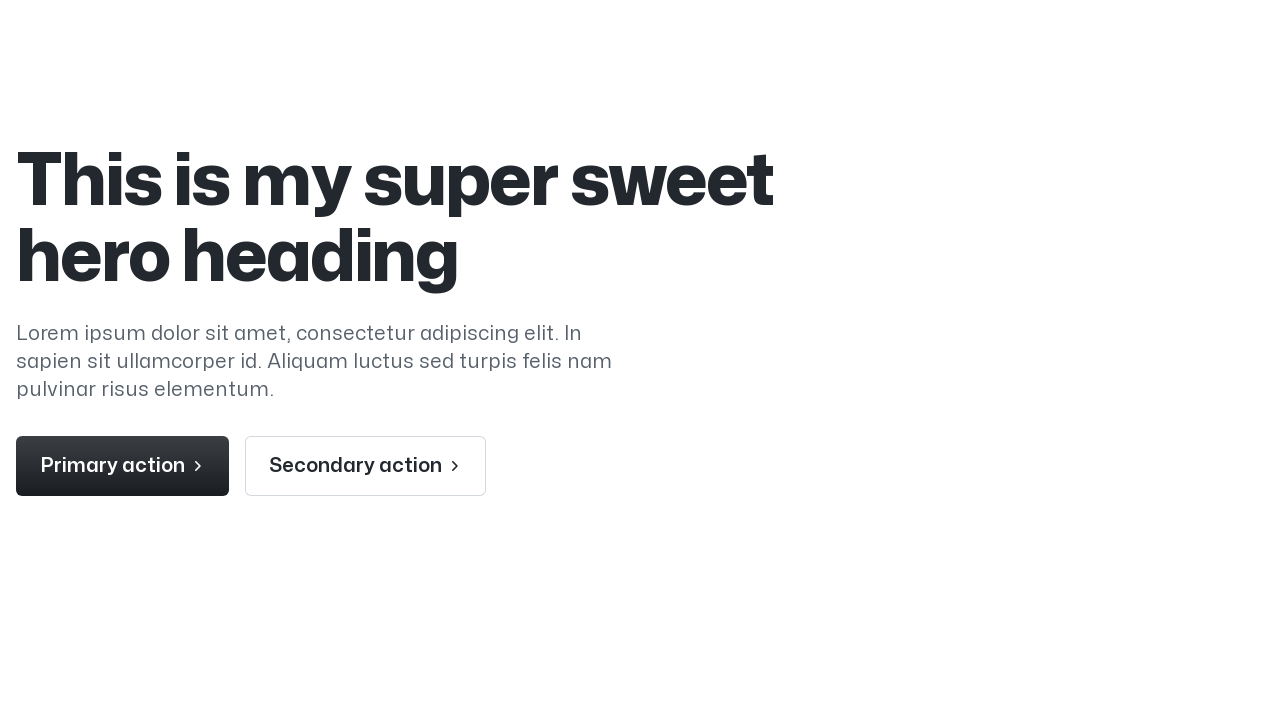 This is my super sweet
hero heading
Lorem ipsum dolor sit amet, consectetur adipiscing elit. In
sapien sit ullamcorper id. Aliquam luctus sed turpis felis nam
pulvinar risus elementum.
Primary action
Secondary action